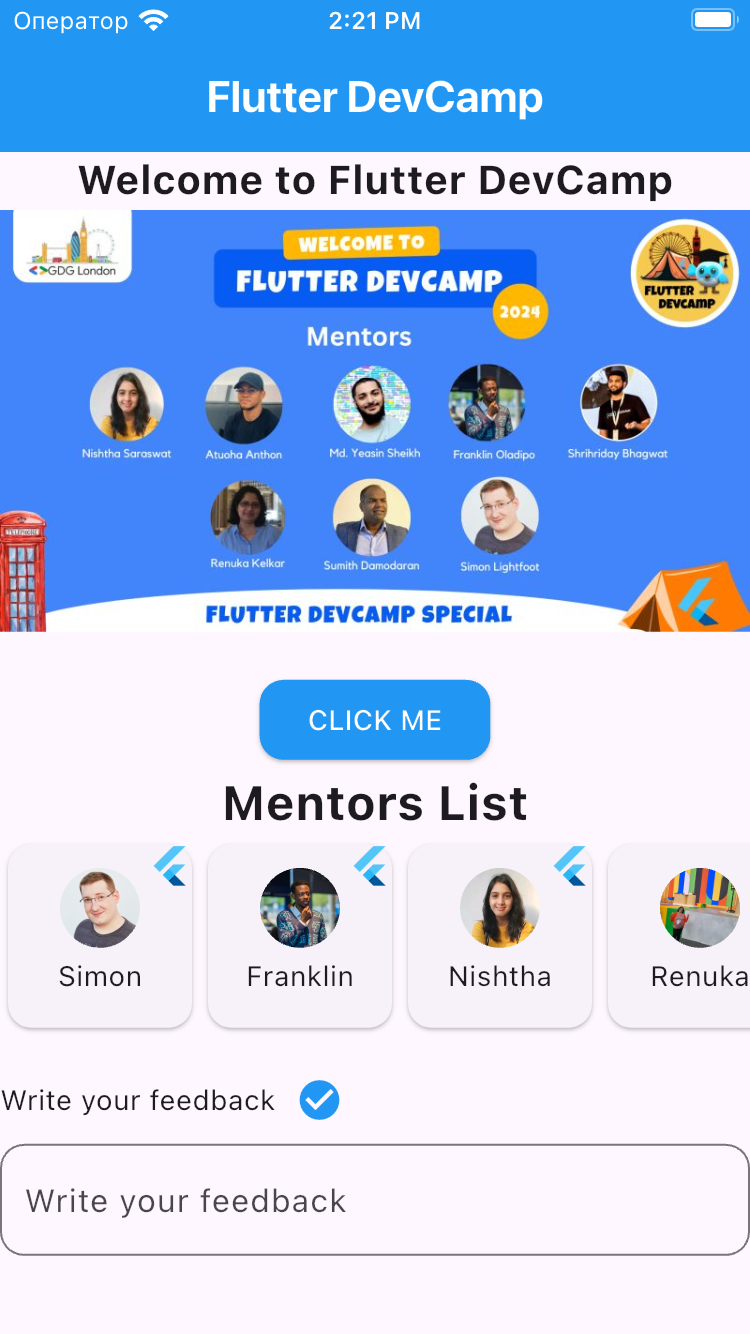 Оператор 2:21 PM
Flutter DevCamp
Welcome to Flutter DevCamp
GDG London
WELCOME TO
FLUTTER DEVCAMP
2024
FLUTTER
DEVCAMP
Mentors
Nishtha Saraswat Atuoha Anthon Md. Yeasin Sheikh Franklin Oladipo Shrihriday Bhagwat
TELEPHONE
Renuka Kelkar Sumith Damodaran Simon Lightfoot
FLUTTER DEVCAMP SPECIAL
CLICK ME
Mentors List
Simon Franklin Nishtha Renuka
Write your feedback
Write your feedback